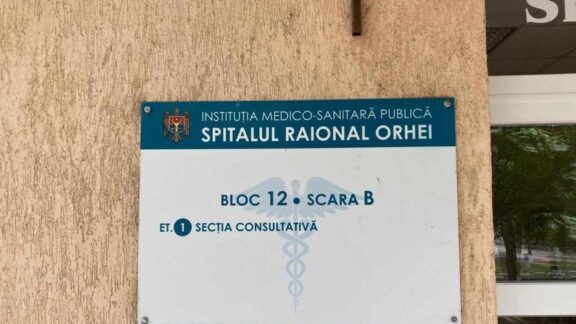 INSTITUȚIA MEDICO-SANITARĂ PUBLICĂ
SPITALUL RAIONAL ORHEI
BLOC 12 • SCARA B
ET. 1 SECȚIA CONSULTATIVĂ